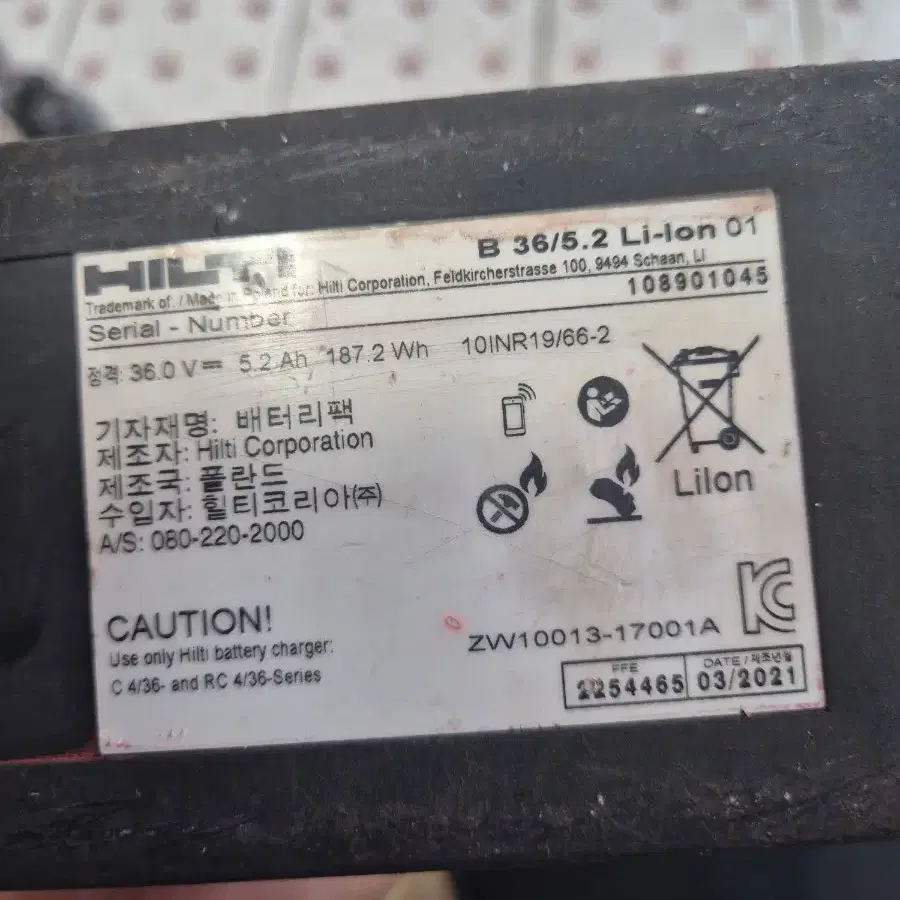 HILTI
B 36/5.2 Li-Ion 01
Trademark of / Made in Poland for: Hilti Corporation, Feldkircherstrasse 100, 9494 Schaan, LI
Serial - Number
108901045
정격: 36.0 V 5.2 Ah 187.2 Wh 10INR19/66-2
기자재명: 배터리팩
제조자: Hilti Corporation
제조국: 폴란드
수입자: 힐티코리아(주)
A/S: 080-220-2000
LiIon
CAUTION!
Use only Hilti battery charger:
C 4/36- and RC 4/36-Series
ZW10013-17001A
FFE
DATE / 제조년월
03/2021